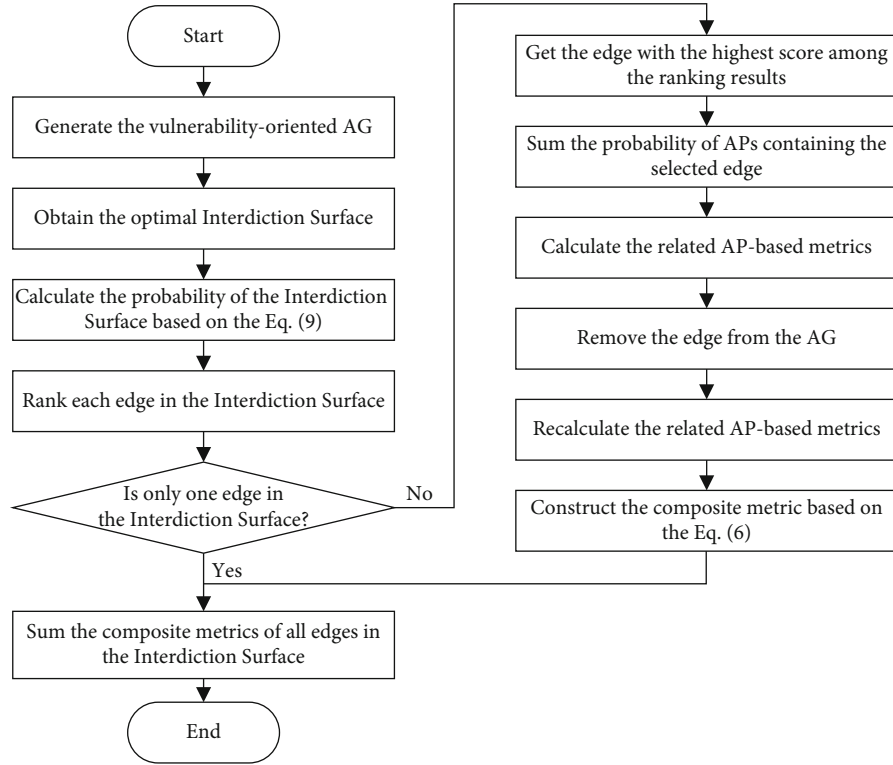 Start
Generate the vulnerability-oriented AG
Obtain the optimal Interdiction Surface
Calculate the probability of the Interdiction
Surface based on the Eq. (9)
Rank each edge in the Interdiction Surface
Is only one edge in
the Interdiction Surface?
No
Yes
Get the edge with the highest score among
the ranking results
Sum the probability of APs containing the
selected edge
Calculate the related AP-based metrics
Remove the edge from the AG
Recalculate the related AP-based metrics
Construct the composite metric based on
the Eq. (6)
Sum the composite metrics of all edges in
the Interdiction Surface
End